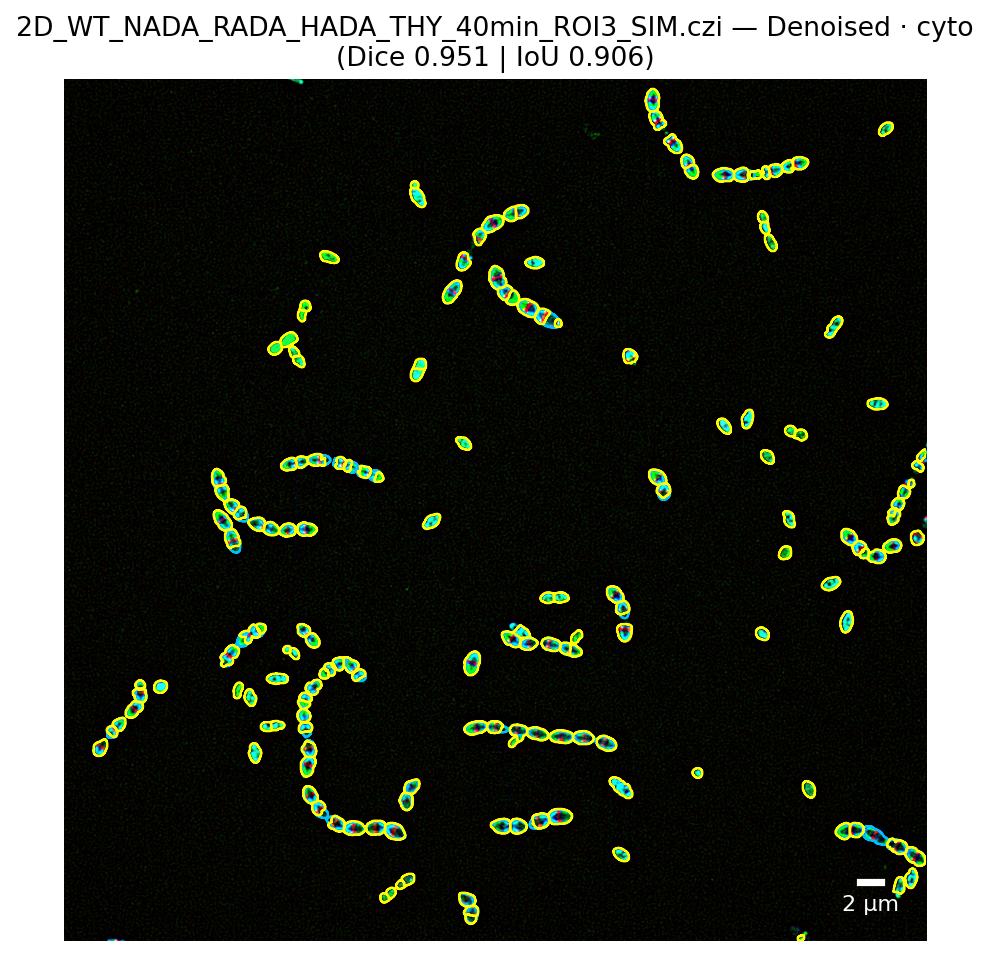 2D_WT_NADA_RADA_HADA_THY_40min_ROI3_SIM.czi — Denoised · cyto
(Dice 0.951 | IoU 0.906)
2 μm